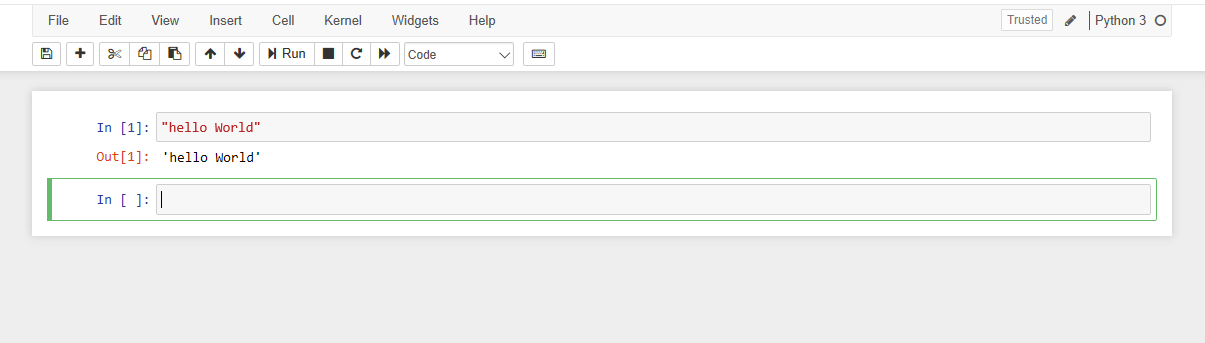 File Edit View Insert Cell Kernel Widgets Help Trusted Python 3
Run Code
In [1]: "hello World"
Out[1]: 'hello World'
In [ ]: